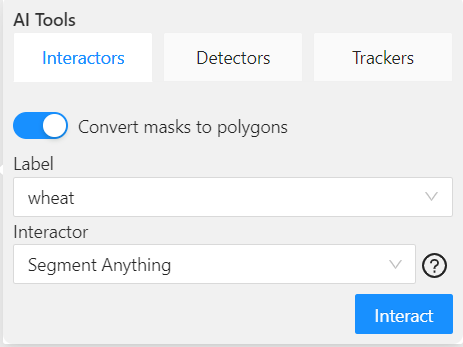 AI Tools
Interactors Detectors Trackers
Convert masks to polygons
Label
wheat
Interactor
Segment Anything
Interact